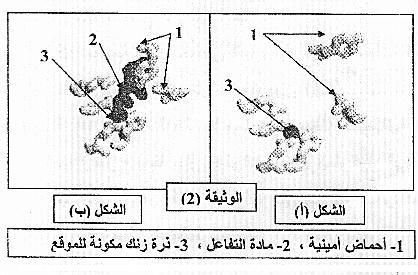 1
2
3
1
3
الشكل (ب)
الوثيقة (2)
الشكل (أ)
1- أحماض أمينية ، 2- مادة التفاعل ، 3- ذرة زنك مكونة للموقع